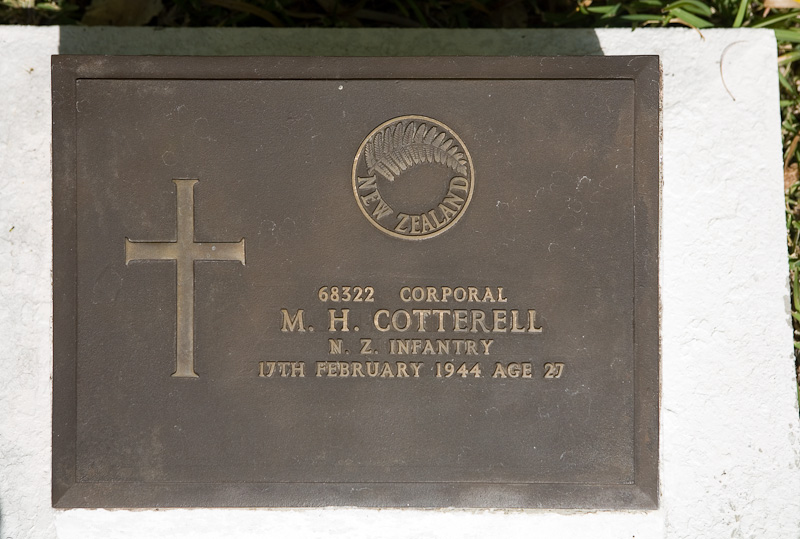 NEW ZEALAND
68322 CORPORAL
M. H. COTTERELL
N. Z. INFANTRY
17TH FEBRUARY 1944 AGE 27